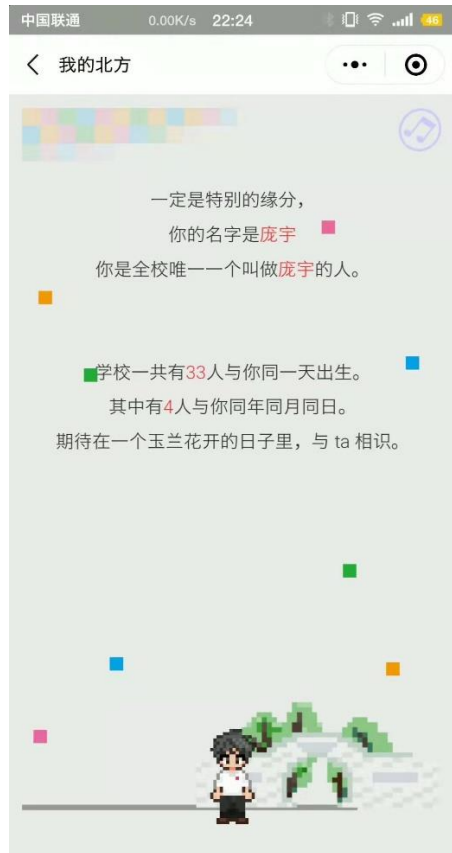 中国联通 0.00K/s 22:24 46
我的北方
一定是特别的缘分，
你的名字是庞宇
你是全校唯一一个叫做庞宇的人。
学校一共有33人与你同一天出生。
其中有4人与你同年同月同日。
期待在一个玉兰花开的日子里，与 ta 相识。